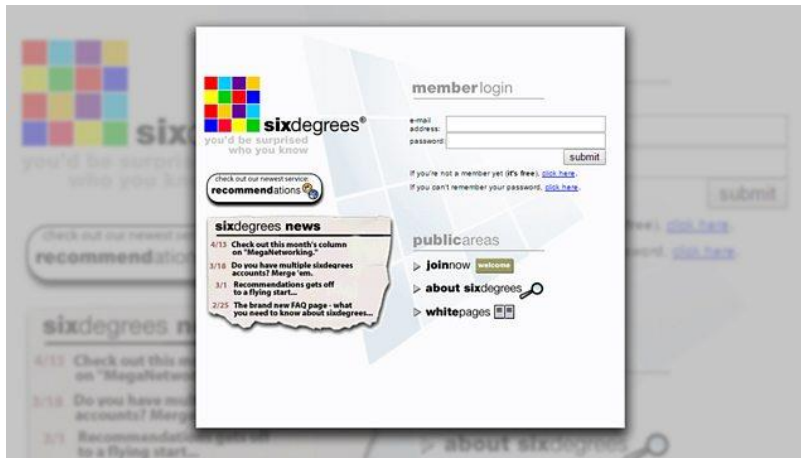 sixdegrees®
you'd be surprised
who you know
check out our newest service:
recommendations
sixdegrees news
4/13 Check out this month's column
on "MegaNetworking."
3/18 Do you have multiple sixdegrees
accounts? Merge 'em.
3/1 Recommendations gets off
to a flying start...
2/25 The brand new FAQ page - what
you need to know about sixdegrees...
memberlogin
e-mail
address:
password:
submit
If you're not a member yet (it's free), click here.
If you can't remember your password, click here.
publicareas
joinnow welcome
about sixdegrees
whitepages